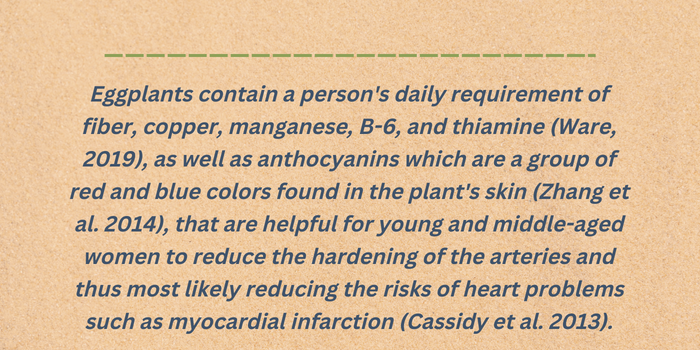 Eggplants contain a person's daily requirement of
fiber, copper, manganese, B-6, and thiamine (Ware,
2019), as well as anthocyanins which are a group of
red and blue colors found in the plant's skin (Zhang et
al. 2014), that are helpful for young and middle-aged
women to reduce the hardening of the arteries and
thus most likely reducing the risks of heart problems
such as myocardial infarction (Cassidy et al. 2013).